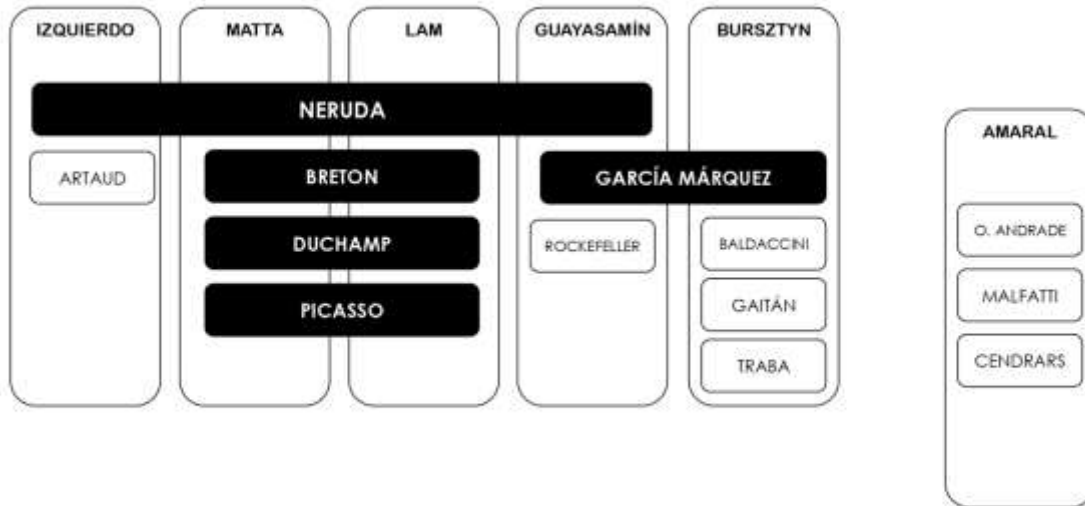 IZQUIERDO
MATTA
LAM
GUAYASAMÍN
BURSZTYN
NERUDA
AMARAL
ARTAUD
BRETON
GARCÍA MÁRQUEZ
DUCHAMP
ROCKEFELLER
BALDACCINI
O. ANDRADE
PICASSO
GAITÁN
MALFATTI
TRABA
CENDRARS